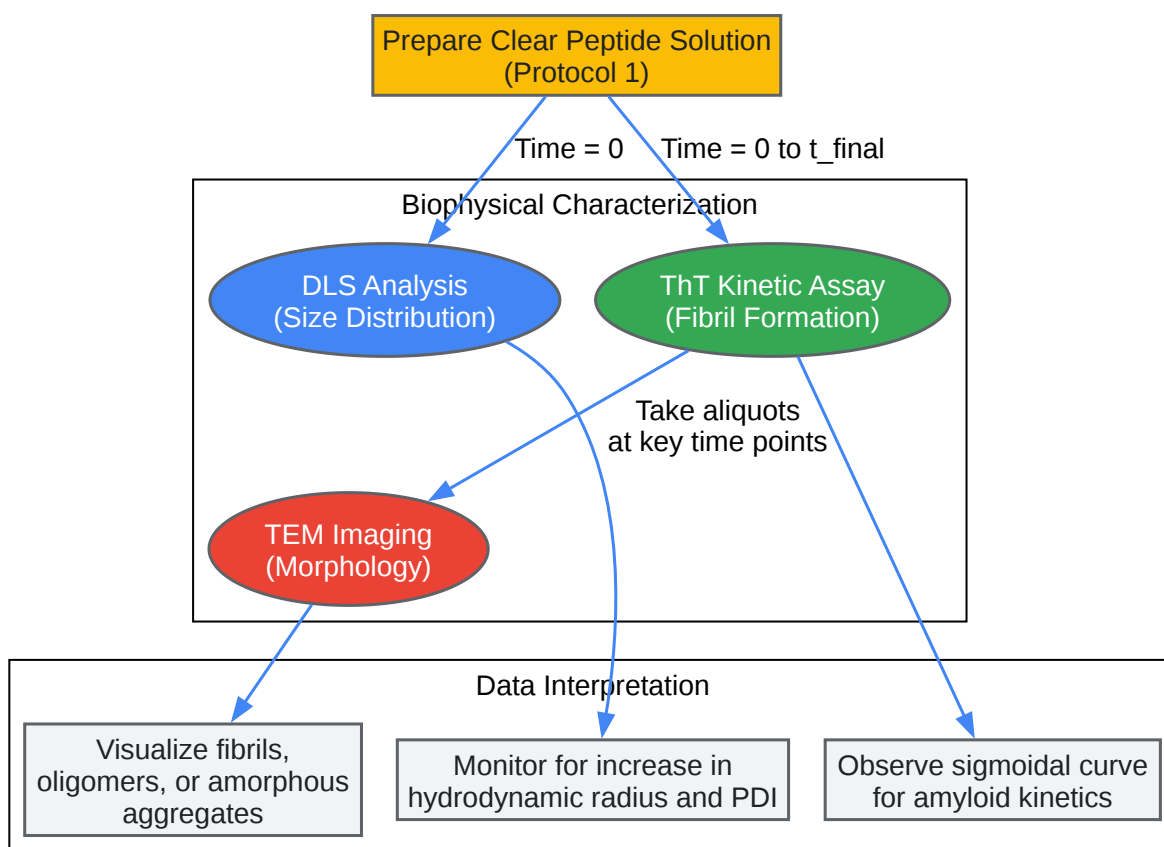 Prepare Clear Peptide Solution
(Protocol 1)
Time = 0
Time = 0 to t_final
Biophysical Characterization
DLS Analysis
(Size Distribution)
ThT Kinetic Assay
(Fibril Formation)
Take aliquots
at key time points
TEM Imaging
(Morphology)
Data Interpretation
Visualize fibrils,
oligomers, or amorphous
aggregates
Monitor for increase in
hydrodynamic radius and PDI
Observe sigmoidal curve
for amyloid kinetics